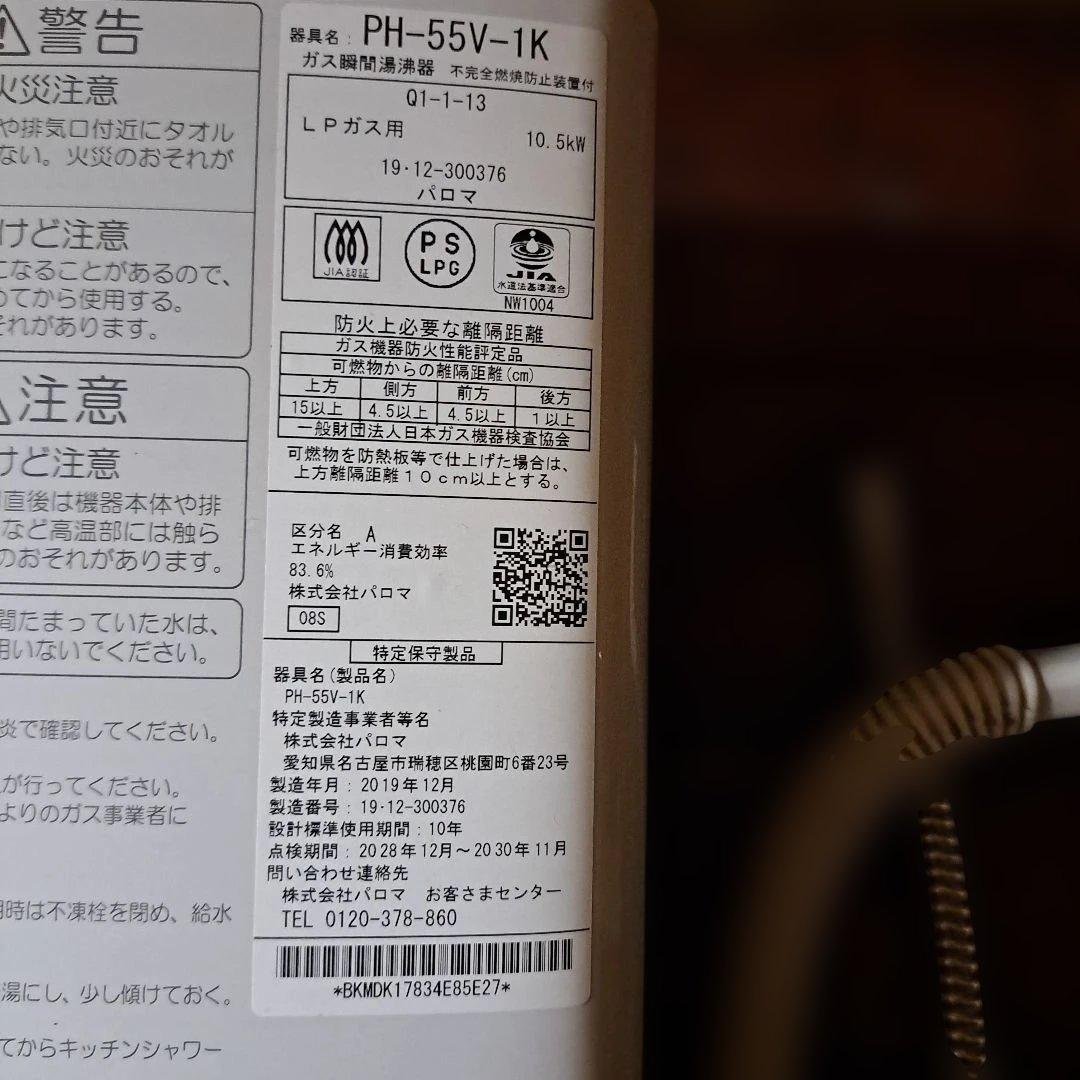 警告
火災注意
や排気口付近にタオル
ない。火災のおそれが
けど注意
になることがあるので、
めてから使用する。
それがあります。
注意
けど注意
直後は機器本体や排
など高温部には触ら
のおそれがあります。
間たまっていた水は、
用いないでください。
炎で確認してください。
が行ってください。
よりのガス事業者に
用時は不凍栓を閉め、給水
湯にし、少し傾けておく。
てからキッチンシャワー
器具名: PH-55V-1K
ガス瞬間湯沸器 不完全燃焼防止装置付
Q1-1-13
LPガス用 10.5kW
19・12-300376
パロマ
JIA認証
PS
LPG
JIA
水道法基準適合
NW1004
防火上必要な離隔距離
ガス機器防火性能評定品
可燃物からの離隔距離(cm)
上方 側方 前方 後方
15以上 4.5以上 4.5以上 1以上
一般財団法人日本ガス機器検査協会
可燃物を防熱板等で仕上げた場合は、
上方離隔距離10cm以上とする。
区分名 A
エネルギー消費効率
83.6%
株式会社パロマ
08S
特定保守製品
器具名(製品名)
PH-55V-1K
特定製造事業者等名
株式会社パロマ
愛知県名古屋市瑞穂区桃園町6番23号
製造年月: 2019年12月
製造番号: 19・12-300376
設計標準使用期間: 10年
点検期間: 2028年12月~2030年11月
問い合わせ連絡先
株式会社パロマ お客さまセンター
TEL 0120-378-860
*BKMDK17834E85E27*